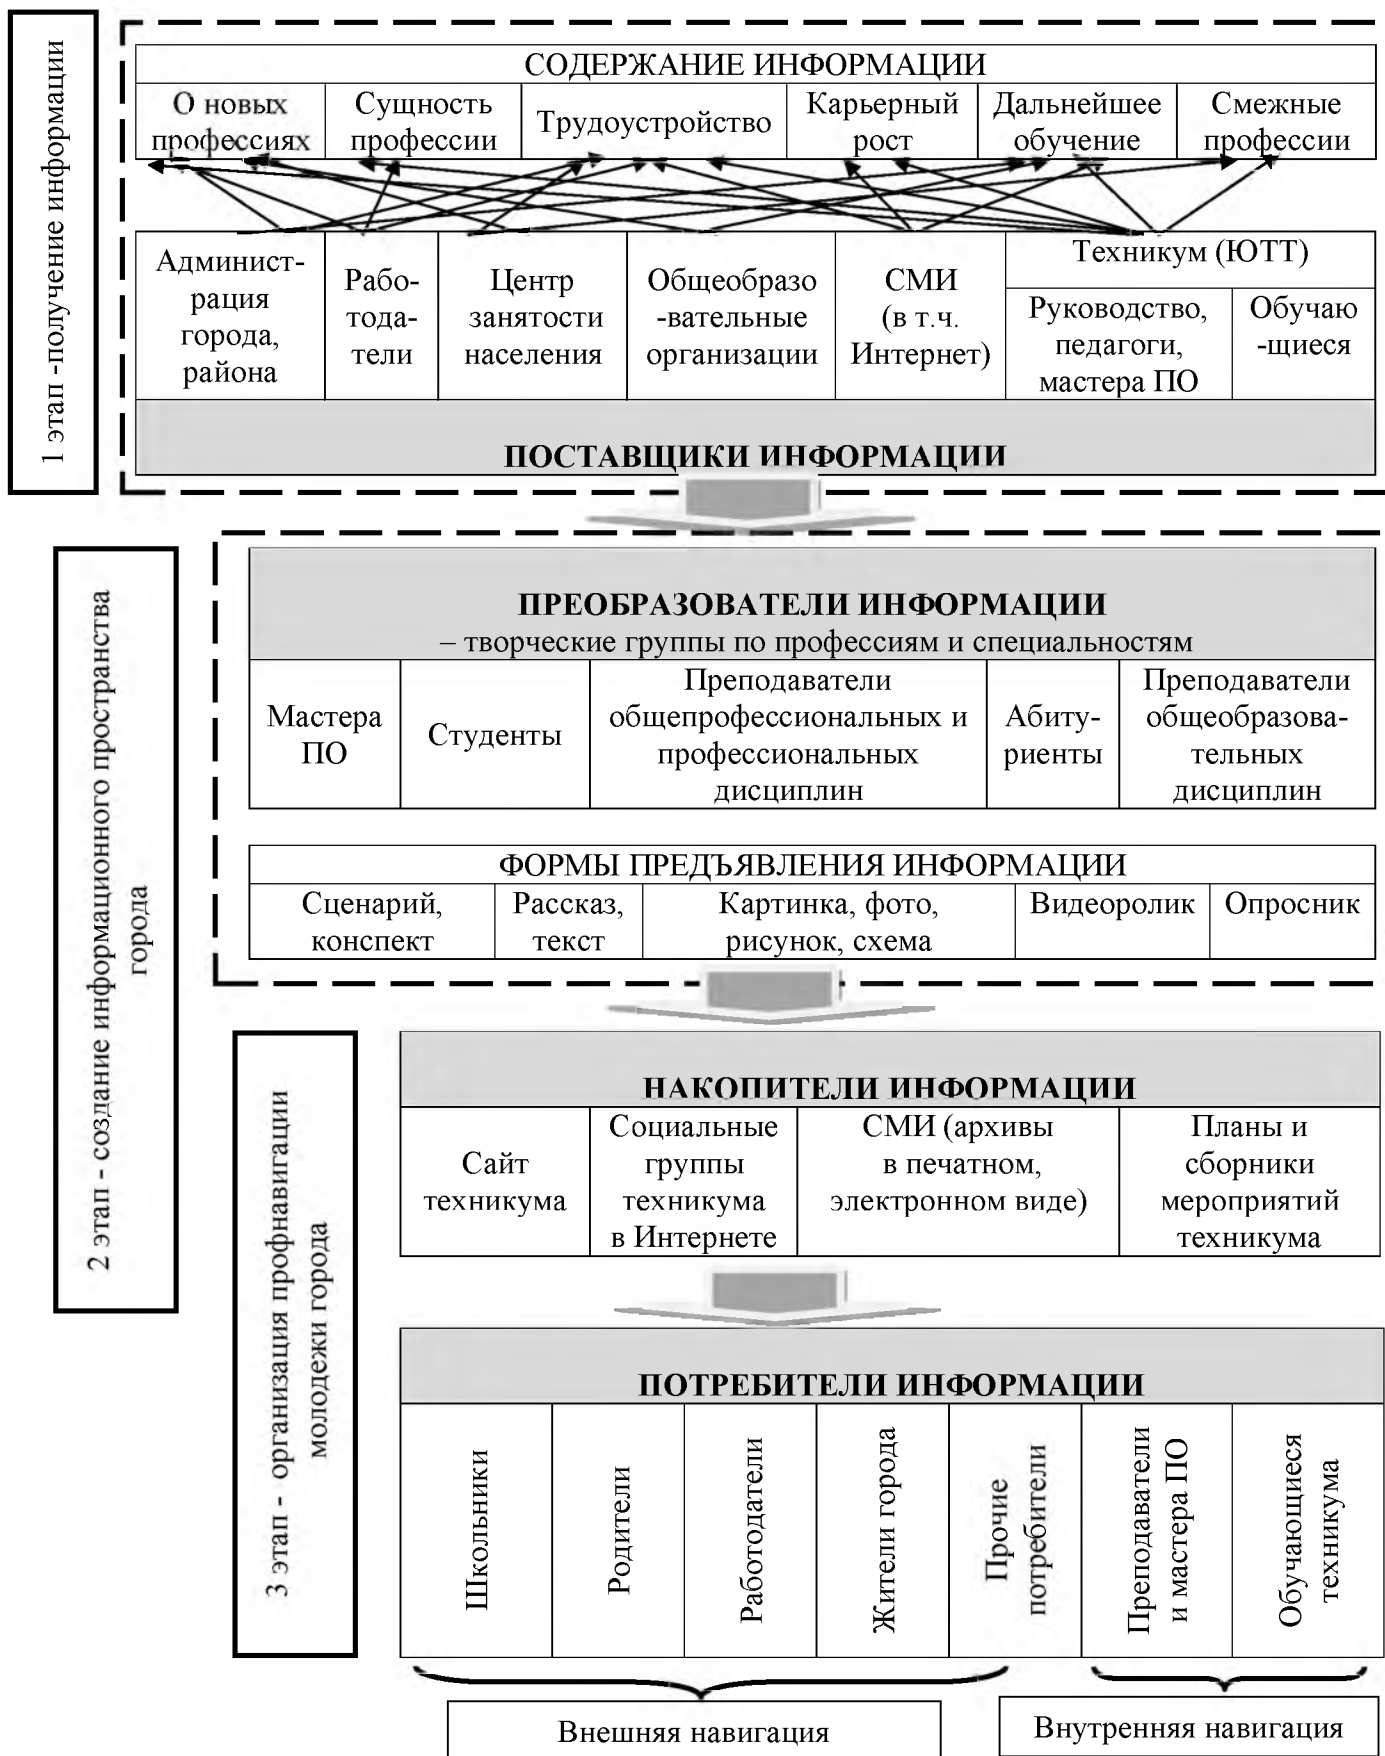 1 этап -получение информации
СОДЕРЖАНИЕ ИНФОРМАЦИИ
О новых
профессиях
Сущность
профессии
Трудоустройство
Карьерный
рост
Дальнейшее
обучение
Смежные
профессии
Админист-
рация
города,
района
Рабо-
тода-
тели
Центр
занятости
населения
Общеобразо
-вательные
организации
СМИ
(в т.ч.
Интернет)
Техникум (ЮТТ)
Руководство,
педагоги,
мастера ПО
Обучаю
-щиеся
ПОСТАВЩИКИ ИНФОРМАЦИИ
2 этап - создание информационного пространства
города
ПРЕОБРАЗОВАТЕЛИ ИНФОРМАЦИИ
– творческие группы по профессиям и специальностям
Мастера
ПО
Студенты
Преподаватели
общепрофессиональных и
профессиональных
дисциплин
Абиту-
риенты
Преподаватели
общеобразова-
тельных
дисциплин
ФОРМЫ ПРЕДЪЯВЛЕНИЯ ИНФОРМАЦИИ
Сценарий,
конспект
Рассказ,
текст
Картинка, фото,
рисунок, схема
Видеоролик
Опросник
3 этап - организация профнавигации
молодежи города
НАКОПИТЕЛИ ИНФОРМАЦИИ
Сайт
техникума
Социальные
группы
техникума
в Интернете
СМИ (архивы
в печатном,
электронном виде)
Планы и
сборники
мероприятий
техникума
ПОТРЕБИТЕЛИ ИНФОРМАЦИИ
Школьники
Родители
Работодатели
Жители города
Прочие
потребители
Преподаватели
и мастера ПО
Обучающиеся
техникума
Внешняя навигация
Внутренняя навигация